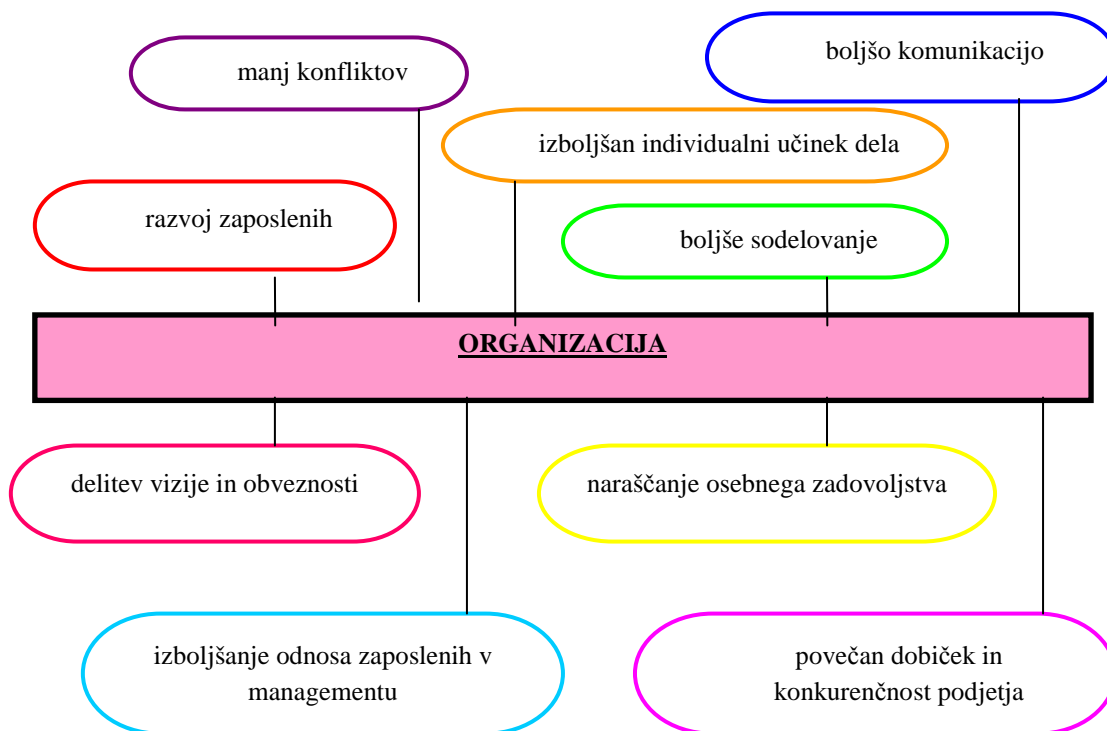 manj konfliktov
boljšo komunikacijo
izboljšan individualni učinek dela
razvoj zaposlenih
boljše sodelovanje
ORGANIZACIJA
delitev vizije in obveznosti
naraščanje osebnega zadovoljstva
izboljšanje odnosa zaposlenih v
managementu
povečan dobiček in
konkurenčnost podjetja